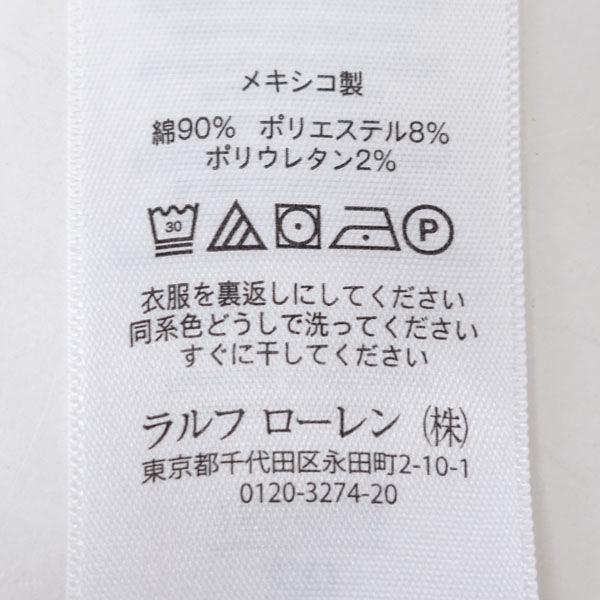 メキシコ製
綿90% ポリエステル8%
ポリウレタン2%
30 P
衣服を裏返しにしてください
同系色どうしで洗ってください
すぐに干してください
ラルフ ローレン (株)
東京都千代田区永田町2-10-1
0120-3274-20